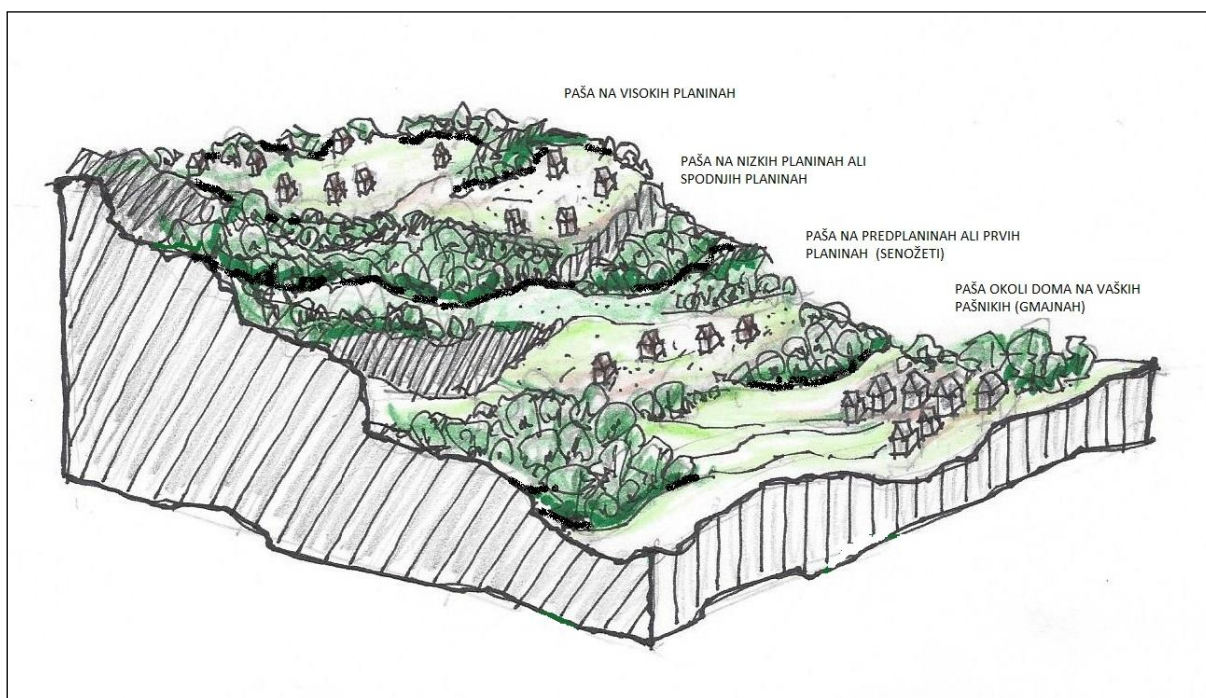 PAŠA NA VISOKIH PLANINAH
PAŠA NA NIZKIH PLANINAH ALI
SPODNJIH PLANINAH
PAŠA NA PREDPLANINAH ALI PRVIH
PLANINAH (SENOŽETI)
PAŠA OKOLI DOMA NA VAŠKIH
PAŠNIKIH (GMAJNAH)